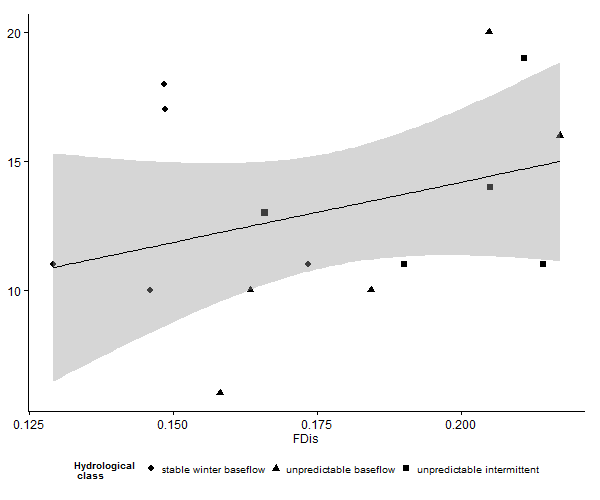 20
15
10
0.125 0.150 0.175 0.200
FDis
Hydrological
class
stable winter baseflow unpredictable baseflow unpredictable intermittent